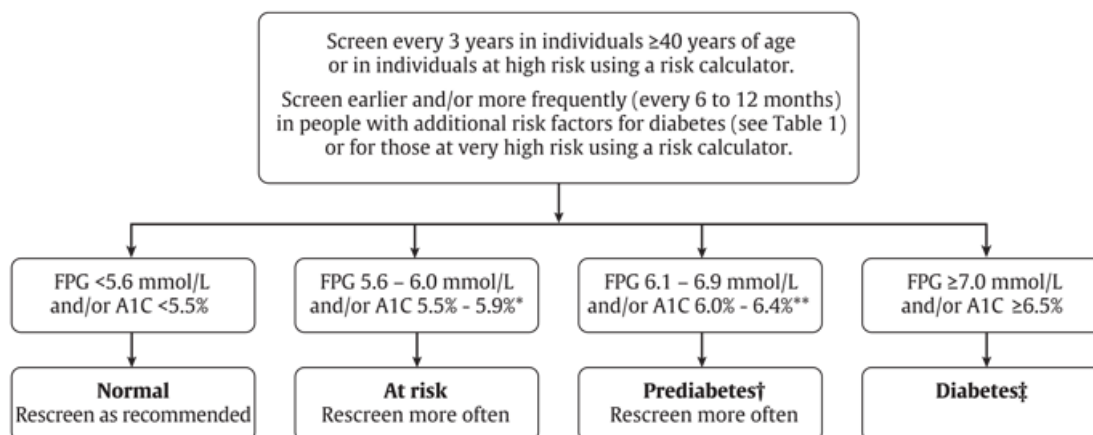 Screen every 3 years in individuals ≥40 years of age
or in individuals at high risk using a risk calculator.
Screen earlier and/or more frequently (every 6 to 12 months)
in people with additional risk factors for diabetes (see Table 1)
or for those at very high risk using a risk calculator.
FPG <5.6 mmol/L
and/or A1C <5.5%
FPG 5.6 – 6.0 mmol/L
and/or A1C 5.5% - 5.9%*
FPG 6.1 – 6.9 mmol/L
and/or A1C 6.0% - 6.4%**
FPG ≥7.0 mmol/L
and/or A1C ≥6.5%
Normal
Rescreen as recommended
At risk
Rescreen more often
Prediabetes†
Rescreen more often
Diabetes‡